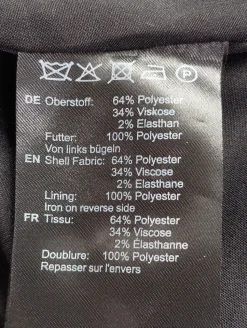 P
DE Oberstoff: 64% Polyester
34% Viskose
2% Elasthan
Futter: 100% Polyester
Von links bügeln
EN Shell Fabric: 64% Polyester
34% Viscose
2% Elasthane
Lining: 100% Polyester
Iron on reverse side
FR Tissu: 64% Polyester
34% Viscose
2% Élasthanne
Doublure: 100% Polyester
Repasser sur l'envers